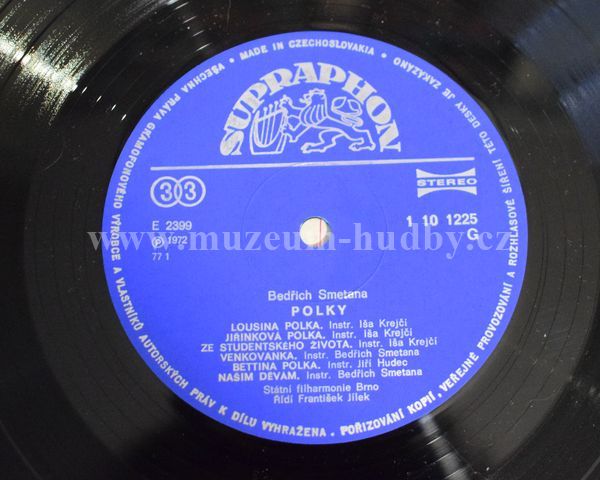 VŠECHNA PRÁVA GRAMOFONOVÉHO VÝROBCE A VLASTNÍKŮ AUTORSKÝCH PRÁV K DÍLU VYHRAŽENA . POŘIZOVÁNÍ KOPIÍ, VEŘEJNÉ PROVOZOVÁNÍ A ROZHLASOVÉ ŠÍŘENÍ TÉTO DESKY JE ZAKÁZÁNO • MADE IN CZECHOSLOVAKIA •
SUPRAPHON
33
STEREO
E 2399
1 10 1225
℗ 1972
G
77 1
www.muzeum-hudby.cz
Bedřich Smetana
POLKY
LOUSINA POLKA. Instr. Iša Krejčí
JIŘINKOVÁ POLKA. Instr. Iša Krejčí
ZE STUDENTSKÉHO ŽIVOTA. Instr. Iša Krejčí
VENKOVANKA. Instr. Bedřich Smetana
BETTINA POLKA. Instr. Jiří Hudec
NAŠIM DĚVÁM. Instr. Bedřich Smetana
Státní filharmonie Brno
Řídí František Jílek